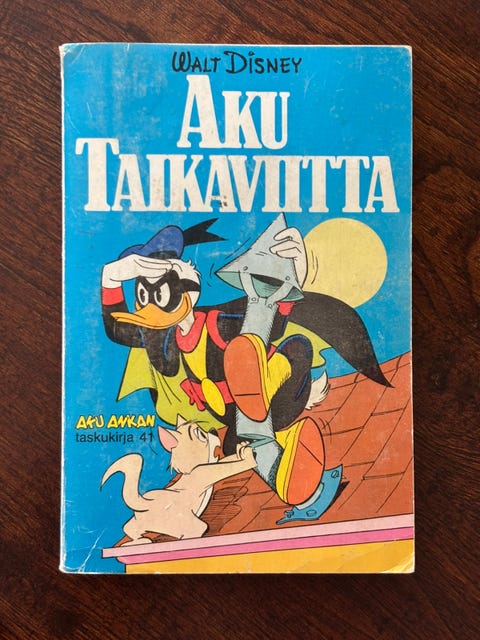 WALT DISNEY
AKU
TAIKAVIITTA
AKU ANKAN
taskukirja 41